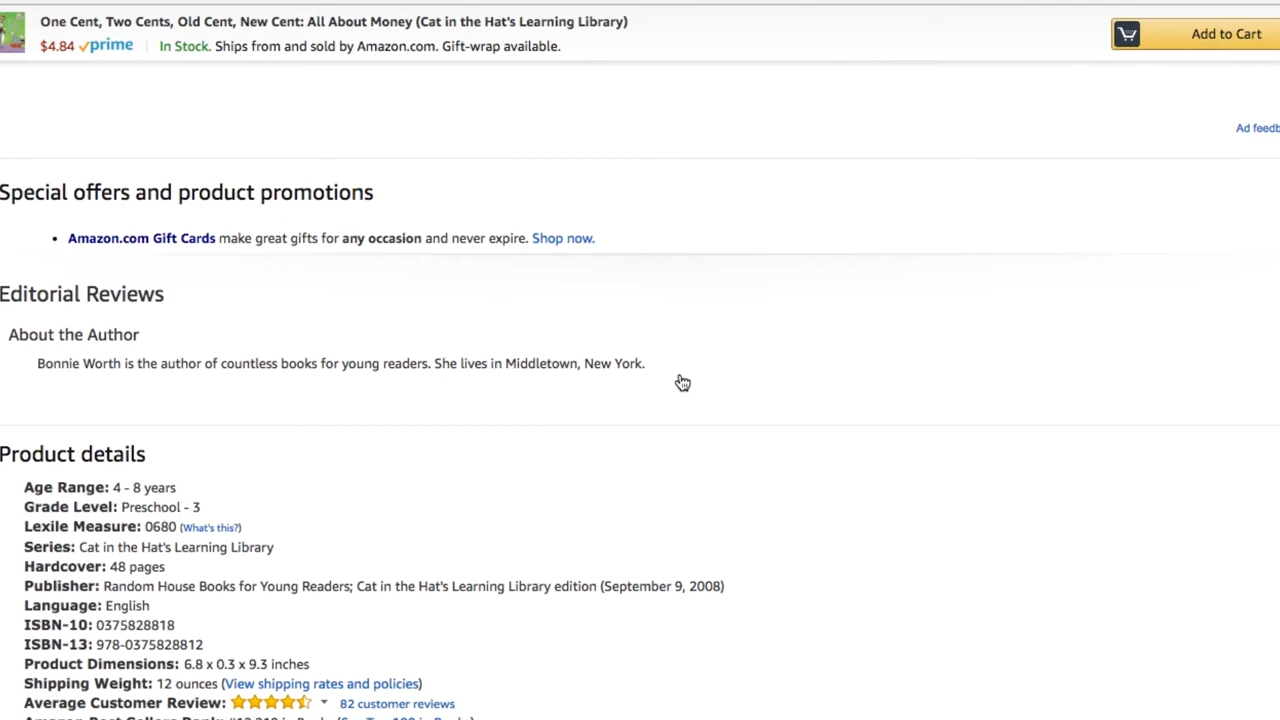 One Cent, Two Cents, Old Cent, New Cent: All About Money (Cat in the Hat's Learning Library)
$4.84 prime In Stock. Ships from and sold by Amazon.com. Gift-wrap available.
Add to Cart
Ad feedb
Special offers and product promotions
• Amazon.com Gift Cards make great gifts for any occasion and never expire. Shop now.
Editorial Reviews
About the Author
Bonnie Worth is the author of countless books for young readers. She lives in Middletown, New York.
Product details
Age Range: 4 - 8 years
Grade Level: Preschool - 3
Lexile Measure: 0680 (What's this?)
Series: Cat in the Hat's Learning Library
Hardcover: 48 pages
Publisher: Random House Books for Young Readers; Cat in the Hat's Learning Library edition (September 9, 2008)
Language: English
ISBN-10: 0375828818
ISBN-13: 978-0375828812
Product Dimensions: 6.8 x 0.3 x 9.3 inches
Shipping Weight: 12 ounces (View shipping rates and policies)
Average Customer Review: 82 customer reviews